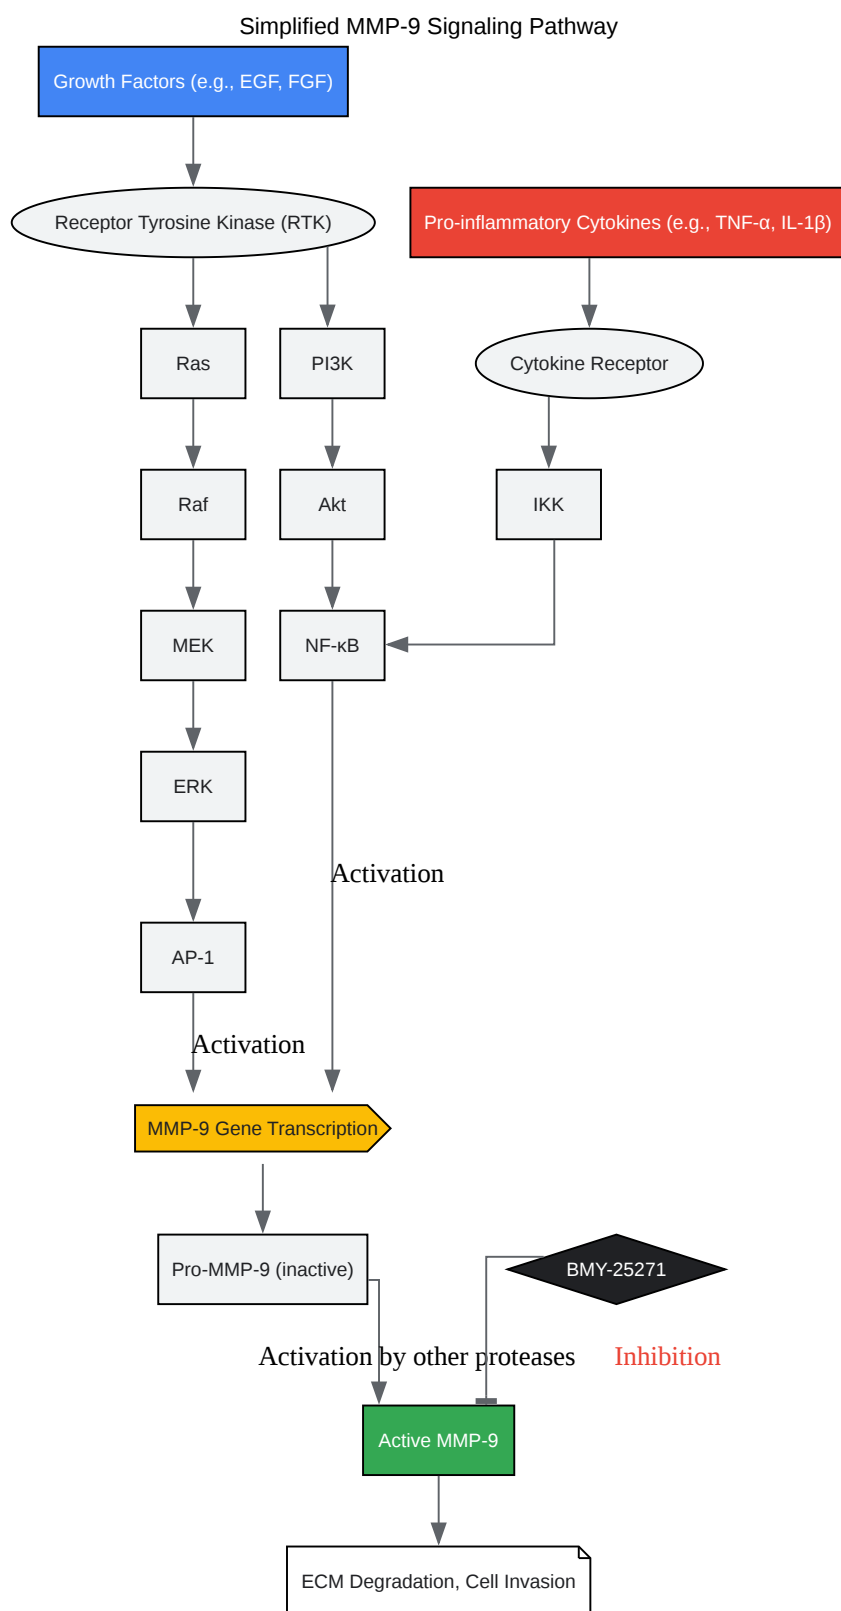 Simplified MMP-9 Signaling Pathway
Growth Factors (e.g., EGF, FGF)
Receptor Tyrosine Kinase (RTK)
Pro-inflammatory Cytokines (e.g., TNF-α, IL-1β)
Ras
PI3K
Cytokine Receptor
Raf
Akt
IKK
MEK
NF-κB
ERK
Activation
AP-1
Activation
MMP-9 Gene Transcription
Pro-MMP-9 (inactive)
BMY-25271
Activation by other proteases
Inhibition
Active MMP-9
ECM Degradation, Cell Invasion